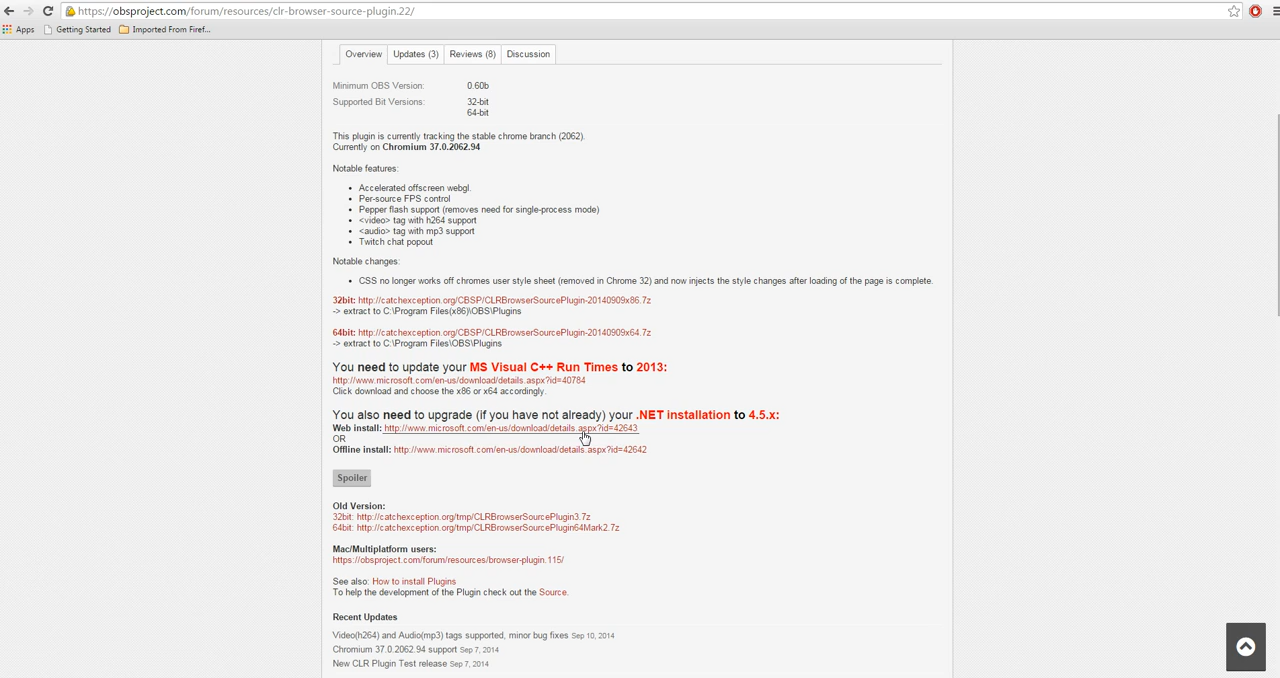 https://obsproject.com/forum/resources/clr-browser-source-plugin.22/
Apps Getting Started Imported From Firef...
Overview Updates (3) Reviews (8) Discussion
Minimum OBS Version: 0.60b
Supported Bit Versions: 32-bit
64-bit
This plugin is currently tracking the stable chrome branch (2062).
Currently on Chromium 37.0.2062.94
Notable features:
• Accelerated offscreen webgl.
• Per-source FPS control
• Pepper flash support (removes need for single-process mode)
• <video> tag with h264 support
• <audio> tag with mp3 support
• Twitch chat popout
Notable changes:
• CSS no longer works off chromes user style sheet (removed in Chrome 32) and now injects the style changes after loading of the page is complete.
32bit: http://catchexception.org/CBSP/CLRBrowserSourcePlugin-20140909x86.7z
-> extract to C:\Program Files(x86)\OBS\Plugins
64bit: http://catchexception.org/CBSP/CLRBrowserSourcePlugin-20140909x64.7z
-> extract to C:\Program Files\OBS\Plugins
You need to update your MS Visual C++ Run Times to 2013:
http://www.microsoft.com/en-us/download/details.aspx?id=40784
Click download and choose the x86 or x64 accordingly.
You also need to upgrade (if you have not already) your .NET installation to 4.5.x:
Web install: http://www.microsoft.com/en-us/download/details.aspx?id=42643
OR
Offline install: http://www.microsoft.com/en-us/download/details.aspx?id=42642
Spoiler
Old Version:
32bit: http://catchexception.org/tmp/CLRBrowserSourcePlugin3.7z
64bit: http://catchexception.org/tmp/CLRBrowserSourcePlugin64Mark2.7z
Mac/Multiplatform users:
https://obsproject.com/forum/resources/browser-plugin.115/
See also: How to install Plugins
To help the development of the Plugin check out the Source.
Recent Updates
Video(h264) and Audio(mp3) tags supported, minor bug fixes Sep 10, 2014
Chromium 37.0.2062.94 support Sep 7, 2014
New CLR Plugin Test release Sep 7, 2014